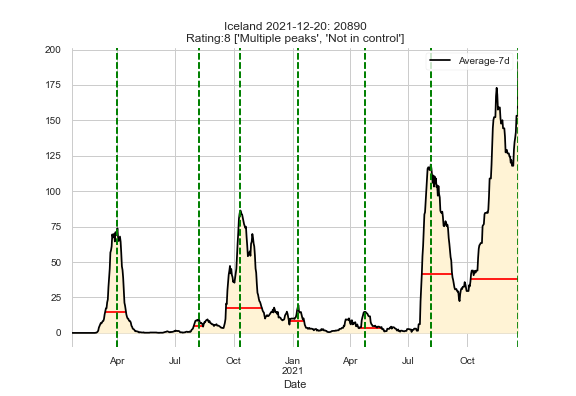 Iceland 2021-12-20: 20890
Rating:8 ['Multiple peaks', 'Not in control']
200
175
150
125
100
75
50
25
0
Average-7d
Apr
Jul
Oct
Jan
2021
Apr
Jul
Oct
Date